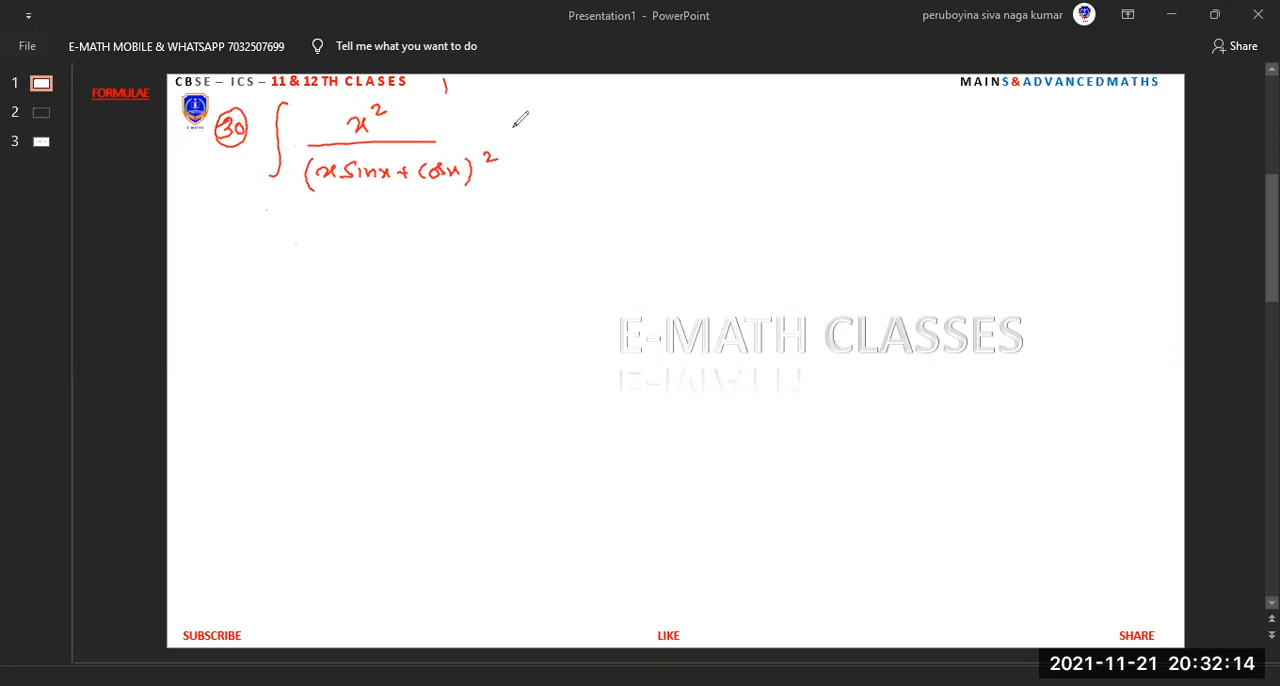 Presentation1 - PowerPoint
peruboyina siva naga kumar
File
E-MATH MOBILE & WHATSAPP 7032507699
Tell me what you want to do
Share
1
2
3
FORMULAE
CBSE – ICS – 11 & 12 TH CLASES
MAINS&ADVANCEDMATHS
30 ∫ x² / (x Sinx + Cosx)²
E-MATH CLASSES
SUBSCRIBE
LIKE
SHARE
2021-11-21 20:32:14